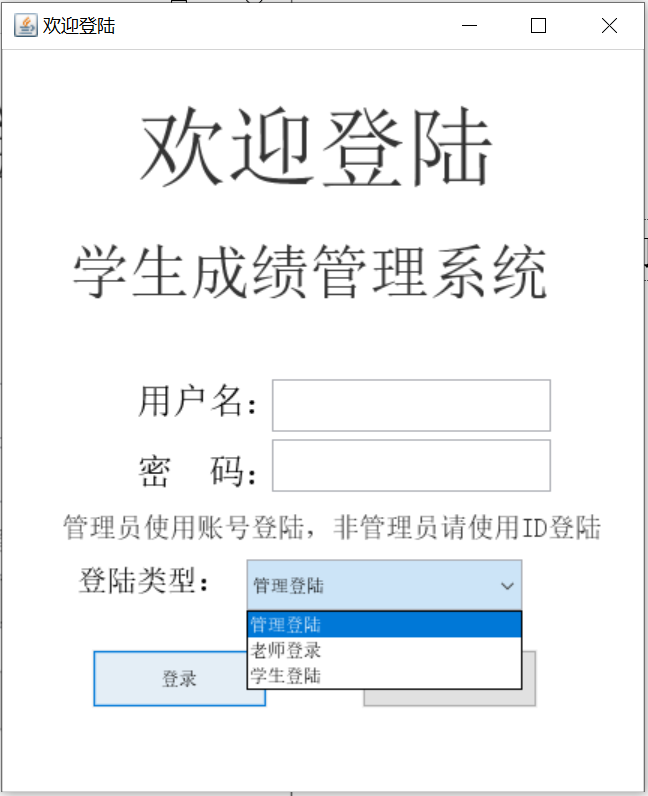 欢迎登陆
欢迎登陆
学生成绩管理系统
用户名：
密 码：
管理员使用账号登陆，非管理员请使用ID登陆
登陆类型：
管理登陆
管理登陆
老师登录
学生登陆
登录